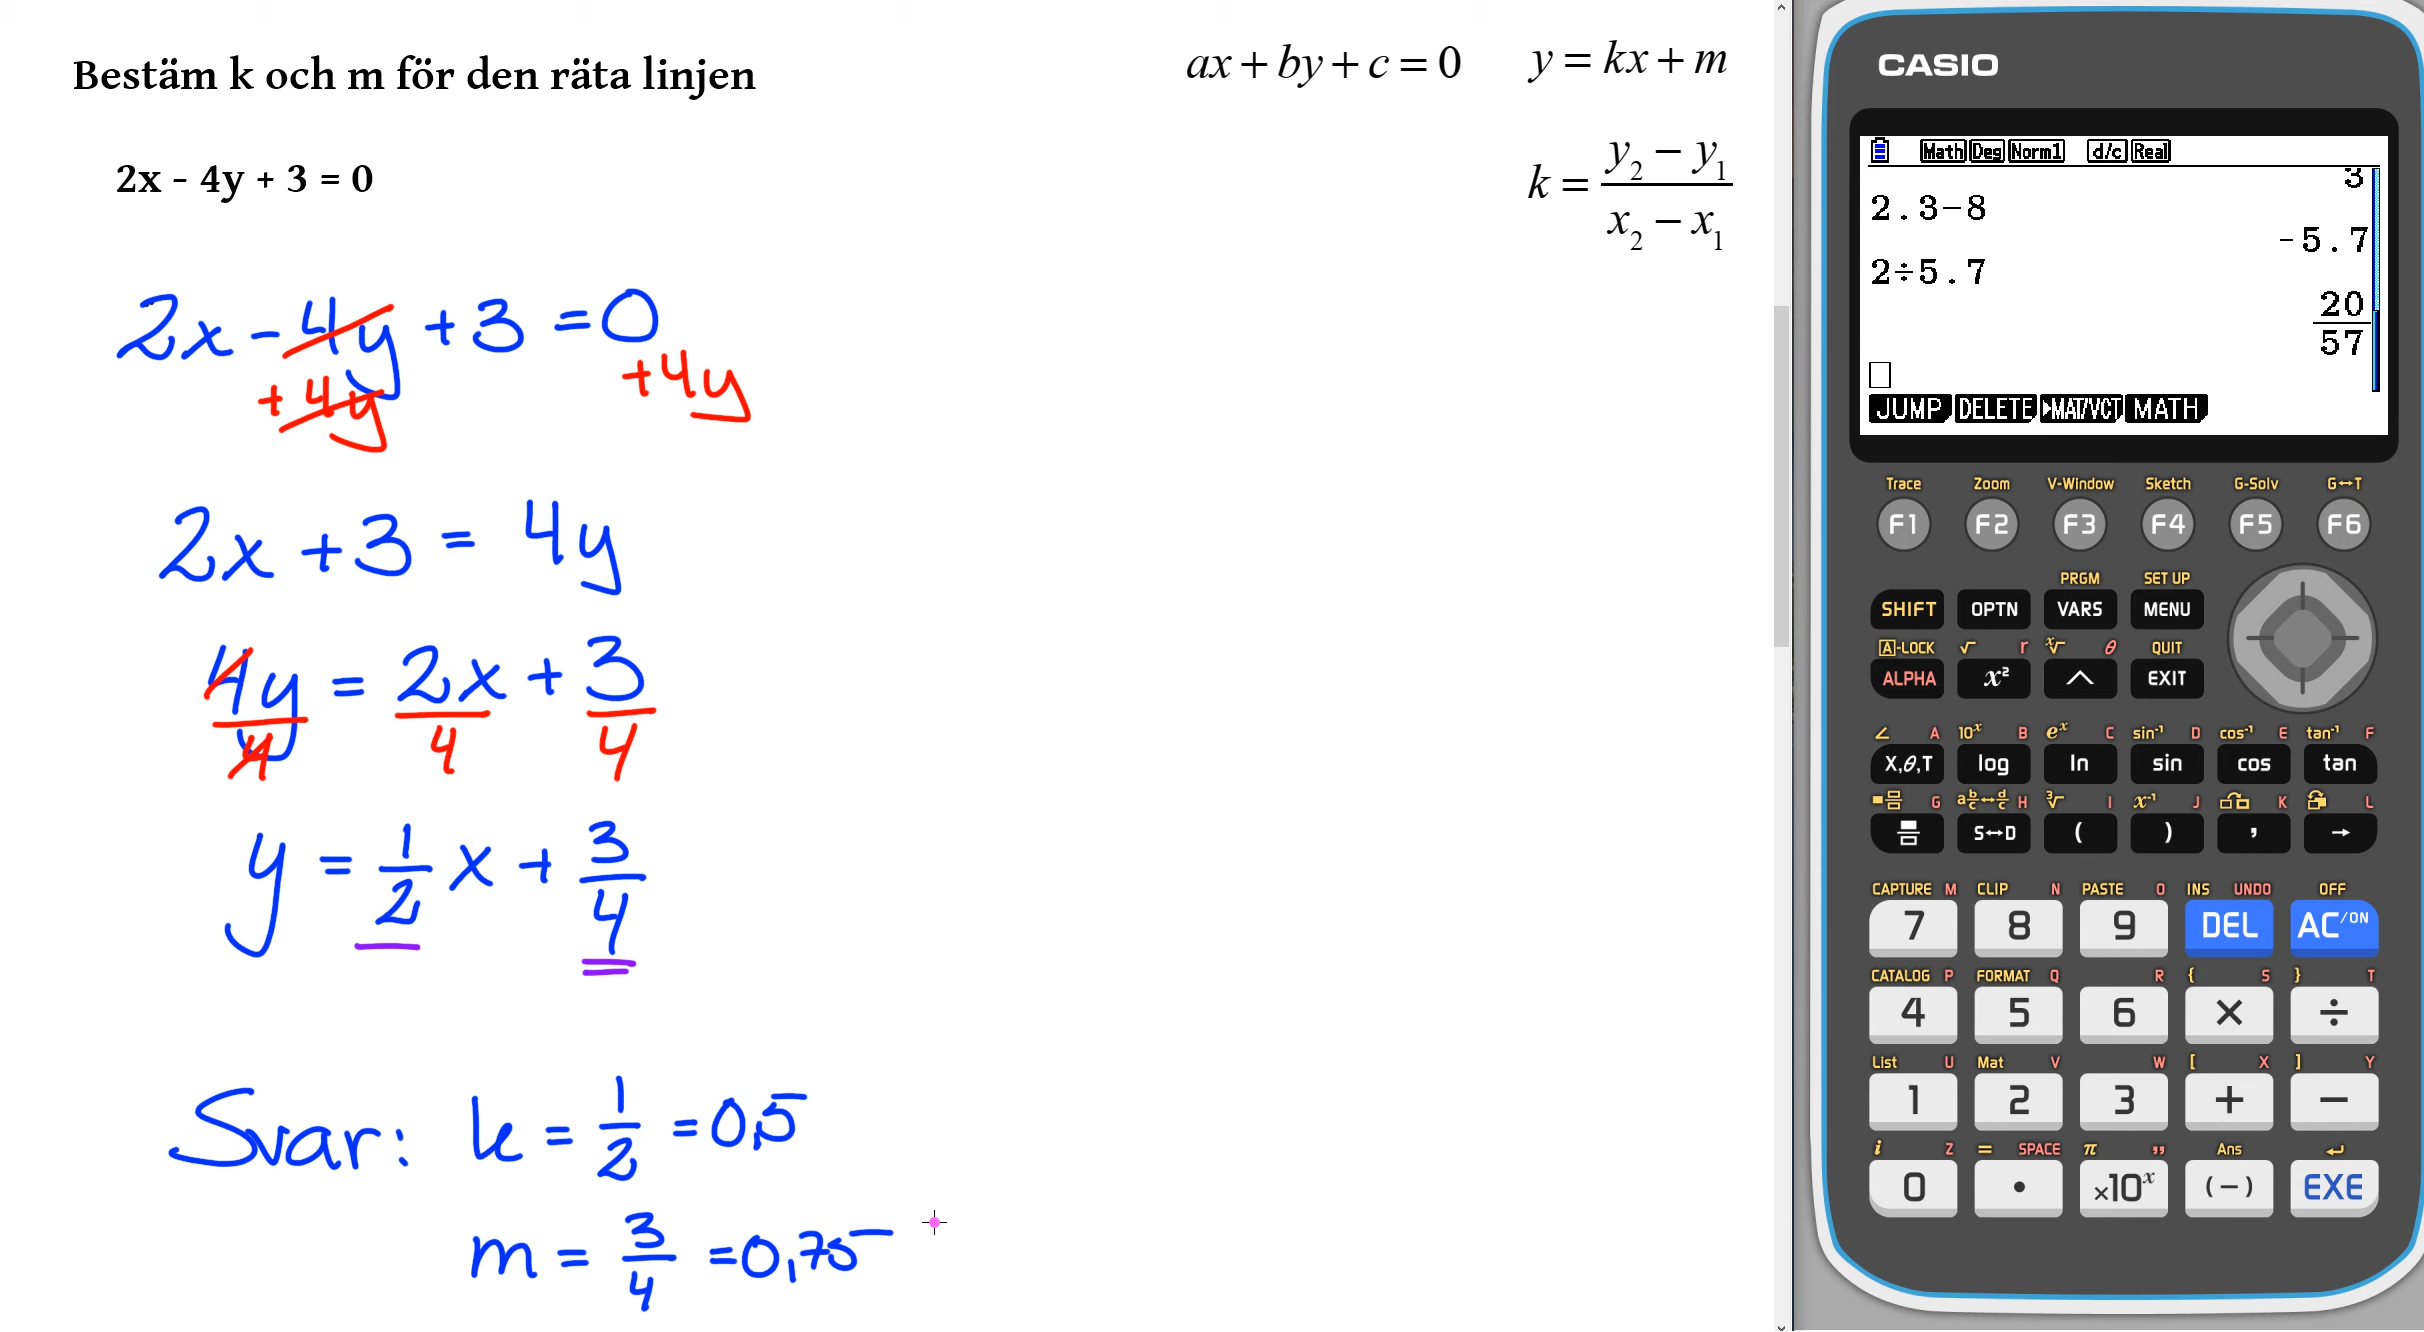 Bestäm k och m för den räta linjen
ax + by + c = 0 y = kx + m
2x - 4y + 3 = 0
k = (y₂ − y₁)/(x₂ − x₁)
2x − 4y + 3 = 0
+ 4y +4y
2x + 3 = 4y
4y/4 = 2x/4 + 3/4
y = 1/2 x + 3/4
Svar: k = 1/2 = 0,5
m = 3/4 = 0,75
CASIO
Math Deg Norm1 d/c Real
3
2.3−8
-5.7
2÷5.7
20/57
JUMP DELETE ▶MAT/VCT MATH
Trace Zoom V-Window Sketch G-Solv G↔T
F1 F2 F3 F4 F5 F6
PRGM SET UP
SHIFT OPTN VARS MENU
A-LOCK √ r ˣ√ θ QUIT
ALPHA x² ^ EXIT
∠ A 10ˣ B eˣ C sin⁻¹ D cos⁻¹ E tan⁻¹ F
X,θ,T log ln sin cos tan
G a b/c↔d/c H ³√ I x⁻¹ J K L
S↔D ( ) , →
CAPTURE M CLIP N PASTE O INS UNDO OFF
7 8 9 DEL AC/ON
CATALOG P FORMAT Q R { S } T
4 5 6 × ÷
List U Mat V W [ X ] Y
1 2 3 + −
i Z = SPACE π " Ans ↵
0 . ×10ˣ (−) EXE